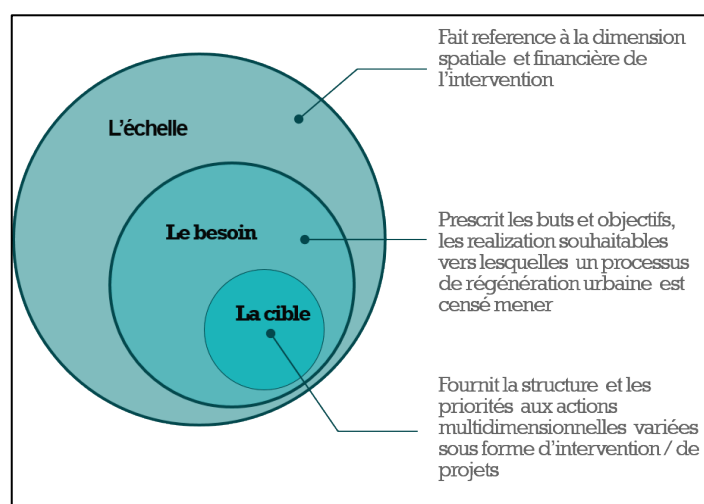 Fait reference à la dimension
spatiale et financière de
l'intervention
L'échelle
Le besoin
Prescrit les buts et objectifs,
les realization souhaitables
vers lesquelles un processus
de régénération urbaine est
censé mener
La cible
Fournit la structure et les
priorités aux actions
multidimensionnelles variées
sous forme d'intervention / de
projets